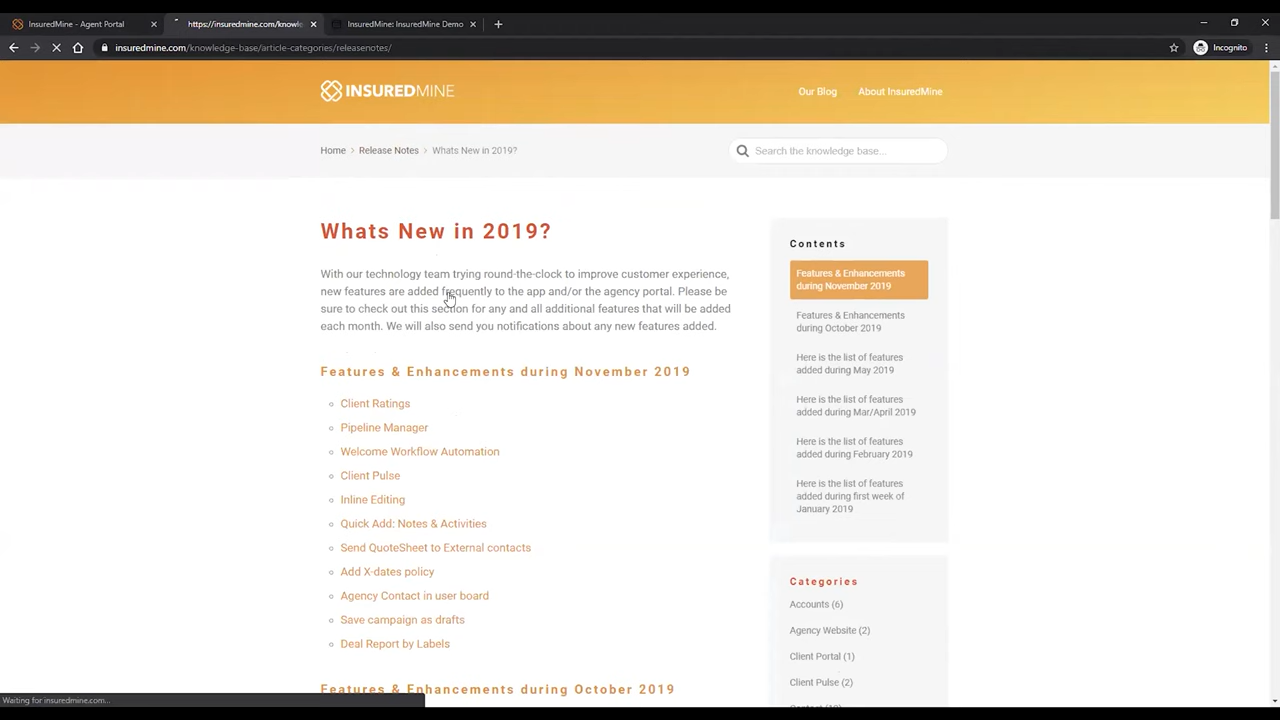 InsuredMine - Agent Portal
https://insuredmine.com/knowle
InsuredMine: InsuredMine Demo
insuredmine.com/knowledge-base/article-categories/releasenotes/
Incognito
INSUREDMINE
Our Blog
About InsuredMine
Home > Release Notes > Whats New in 2019?
Search the knowledge base...
Whats New in 2019?
With our technology team trying round-the-clock to improve customer experience,
new features are added frequently to the app and/or the agency portal. Please be
sure to check out this section for any and all additional features that will be added
each month. We will also send you notifications about any new features added.
Features & Enhancements during November 2019
Client Ratings
Pipeline Manager
Welcome Workflow Automation
Client Pulse
Inline Editing
Quick Add: Notes & Activities
Send QuoteSheet to External contacts
Add X-dates policy
Agency Contact in user board
Save campaign as drafts
Deal Report by Labels
Features & Enhancements during October 2019
Contents
Features & Enhancements
during November 2019
Features & Enhancements
during October 2019
Here is the list of features
added during May 2019
Here is the list of features
added during Mar/April 2019
Here is the list of features
added during February 2019
Here is the list of features
added during first week of
January 2019
Categories
Accounts (6)
Agency Website (2)
Client Portal (1)
Client Pulse (2)
Waiting for insuredmine.com...